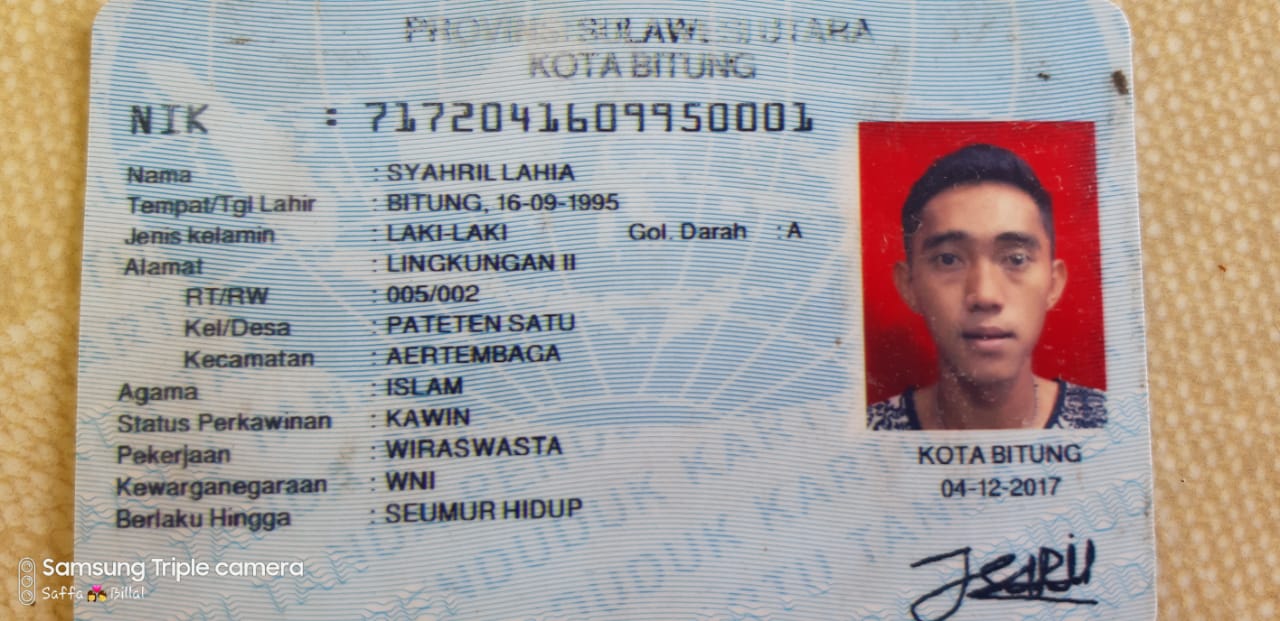 PROVINSI SULAWESI UTARA
KOTA BITUNG
NIK : 7172041609950001
Nama : SYAHRIL LAHIA
Tempat/Tgl Lahir : BITUNG, 16-09-1995
Jenis kelamin : LAKI-LAKI Gol. Darah : A
Alamat : LINGKUNGAN II
RT/RW : 005/002
Kel/Desa : PATETEN SATU
Kecamatan : AERTEMBAGA
Agama : ISLAM
Status Perkawinan : KAWIN
Pekerjaan : WIRASWASTA
Kewarganegaraan : WNI
Berlaku Hingga : SEUMUR HIDUP
KOTA BITUNG
04-12-2017
Samsung Triple camera
Saffa 💏 Billal